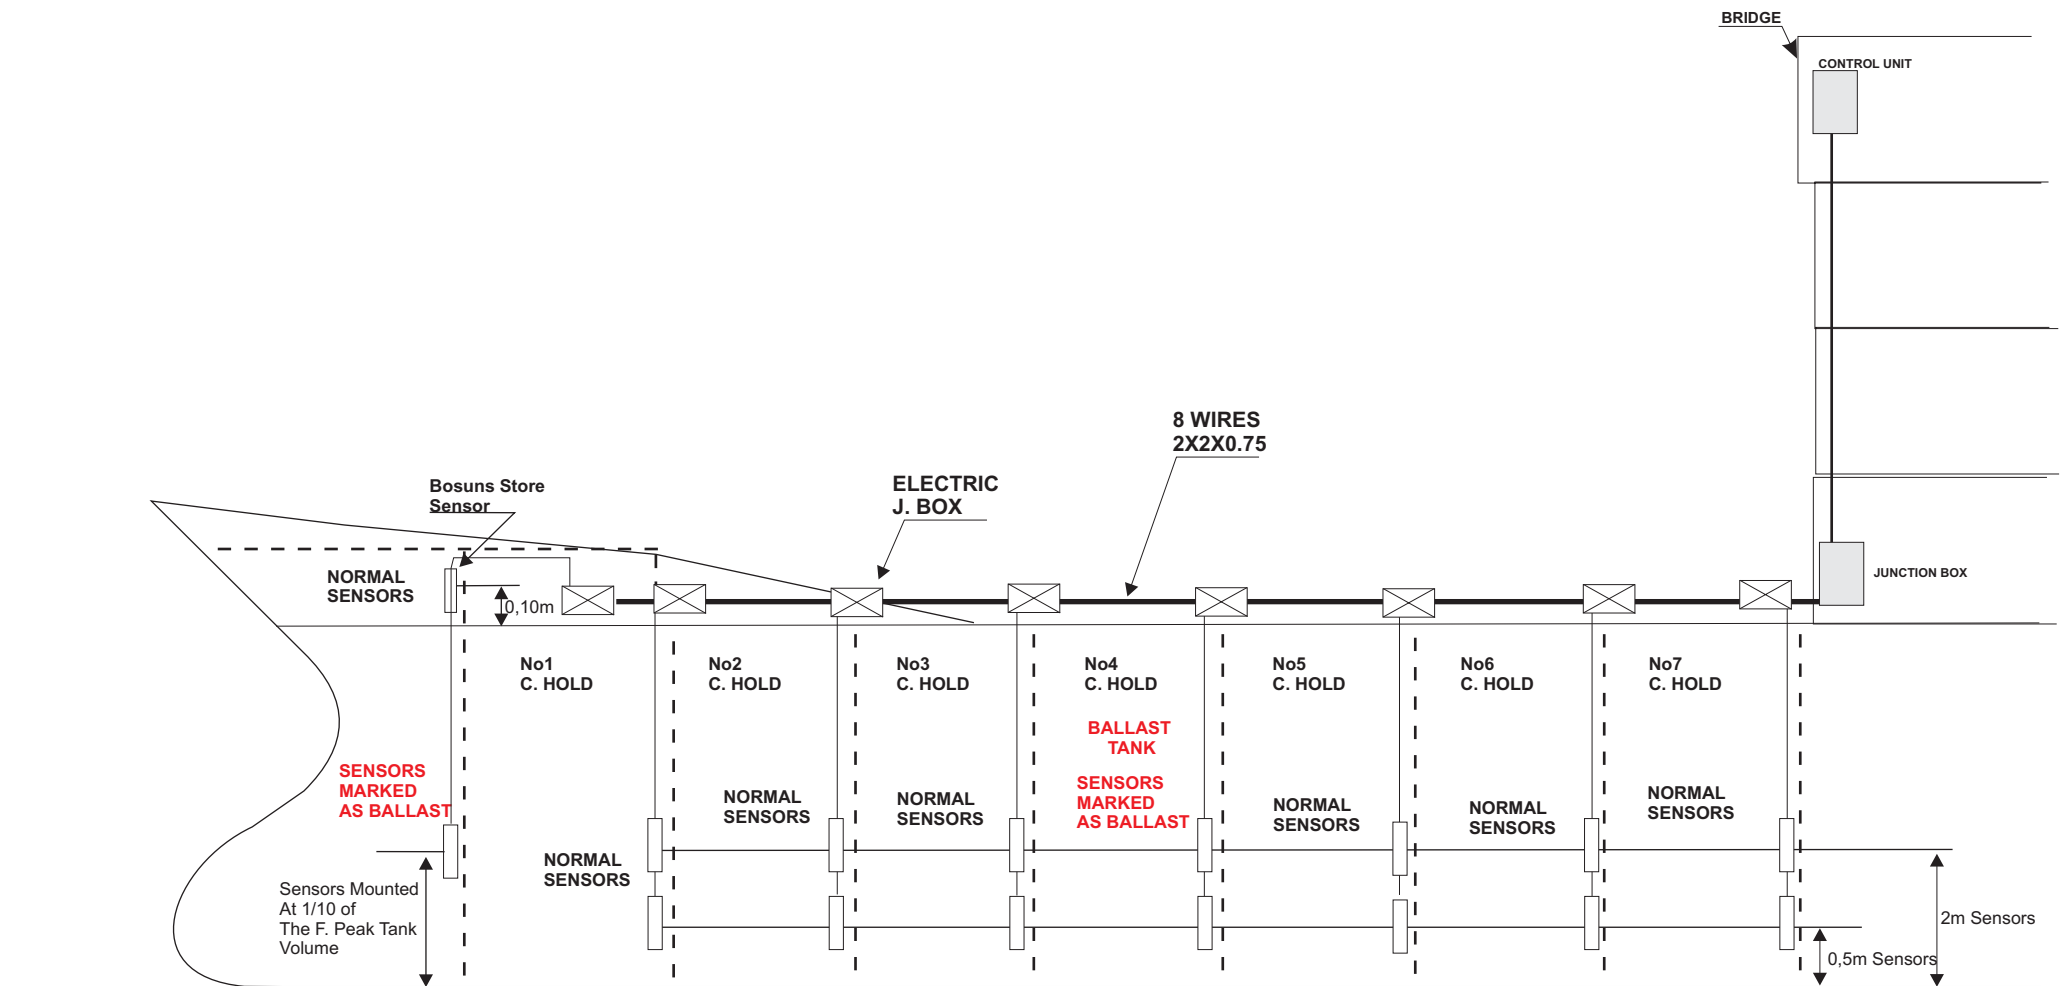 BRIDGE
CONTROL UNIT
8 WIRES
2X2X0.75
ELECTRIC
J. BOX
Bosuns Store
Sensor
NORMAL
SENSORS
0,10m
JUNCTION BOX
No1
C. HOLD
No2
C. HOLD
No3
C. HOLD
No4
C. HOLD
No5
C. HOLD
No6
C. HOLD
No7
C. HOLD
BALLAST
TANK
SENSORS
MARKED
AS BALLAST
SENSORS
MARKED
AS BALLAST
NORMAL
SENSORS
NORMAL
SENSORS
NORMAL
SENSORS
NORMAL
SENSORS
NORMAL
SENSORS
NORMAL
SENSORS
Sensors Mounted
At 1/10 of
The F. Peak Tank
Volume
2m Sensors
0,5m Sensors